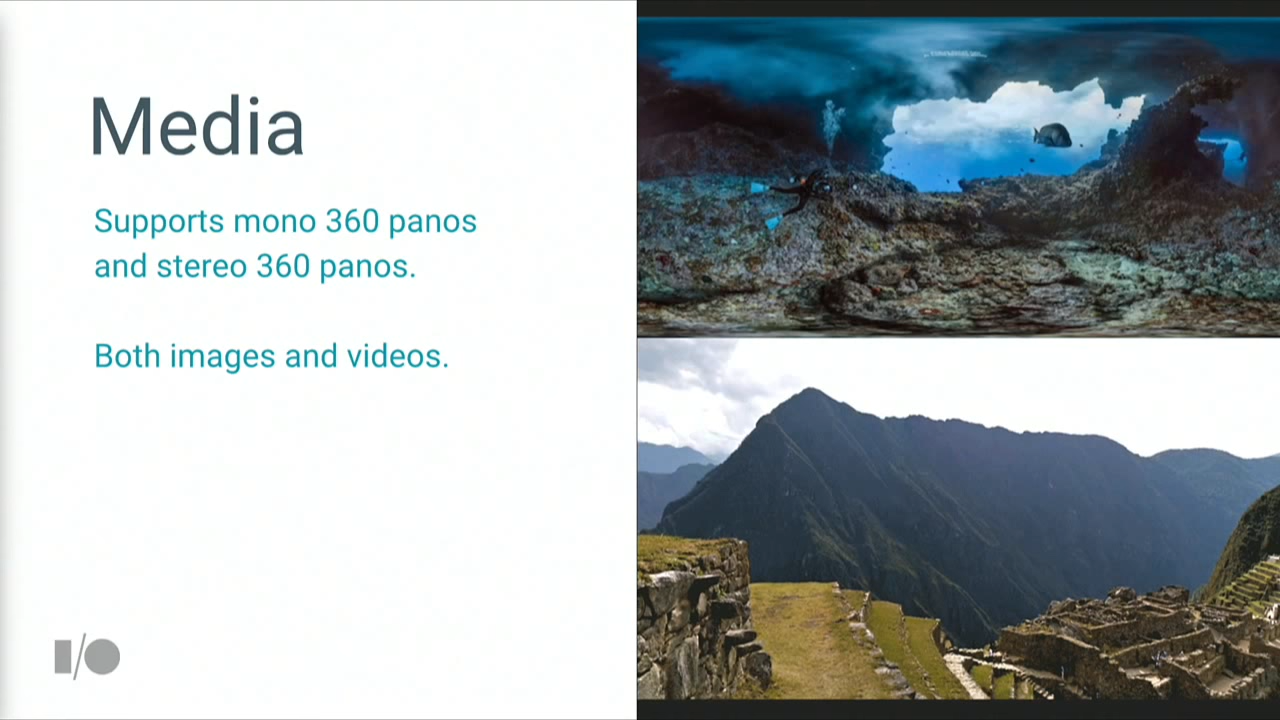 Media
Supports mono 360 panos
and stereo 360 panos.
Both images and videos.
I/O